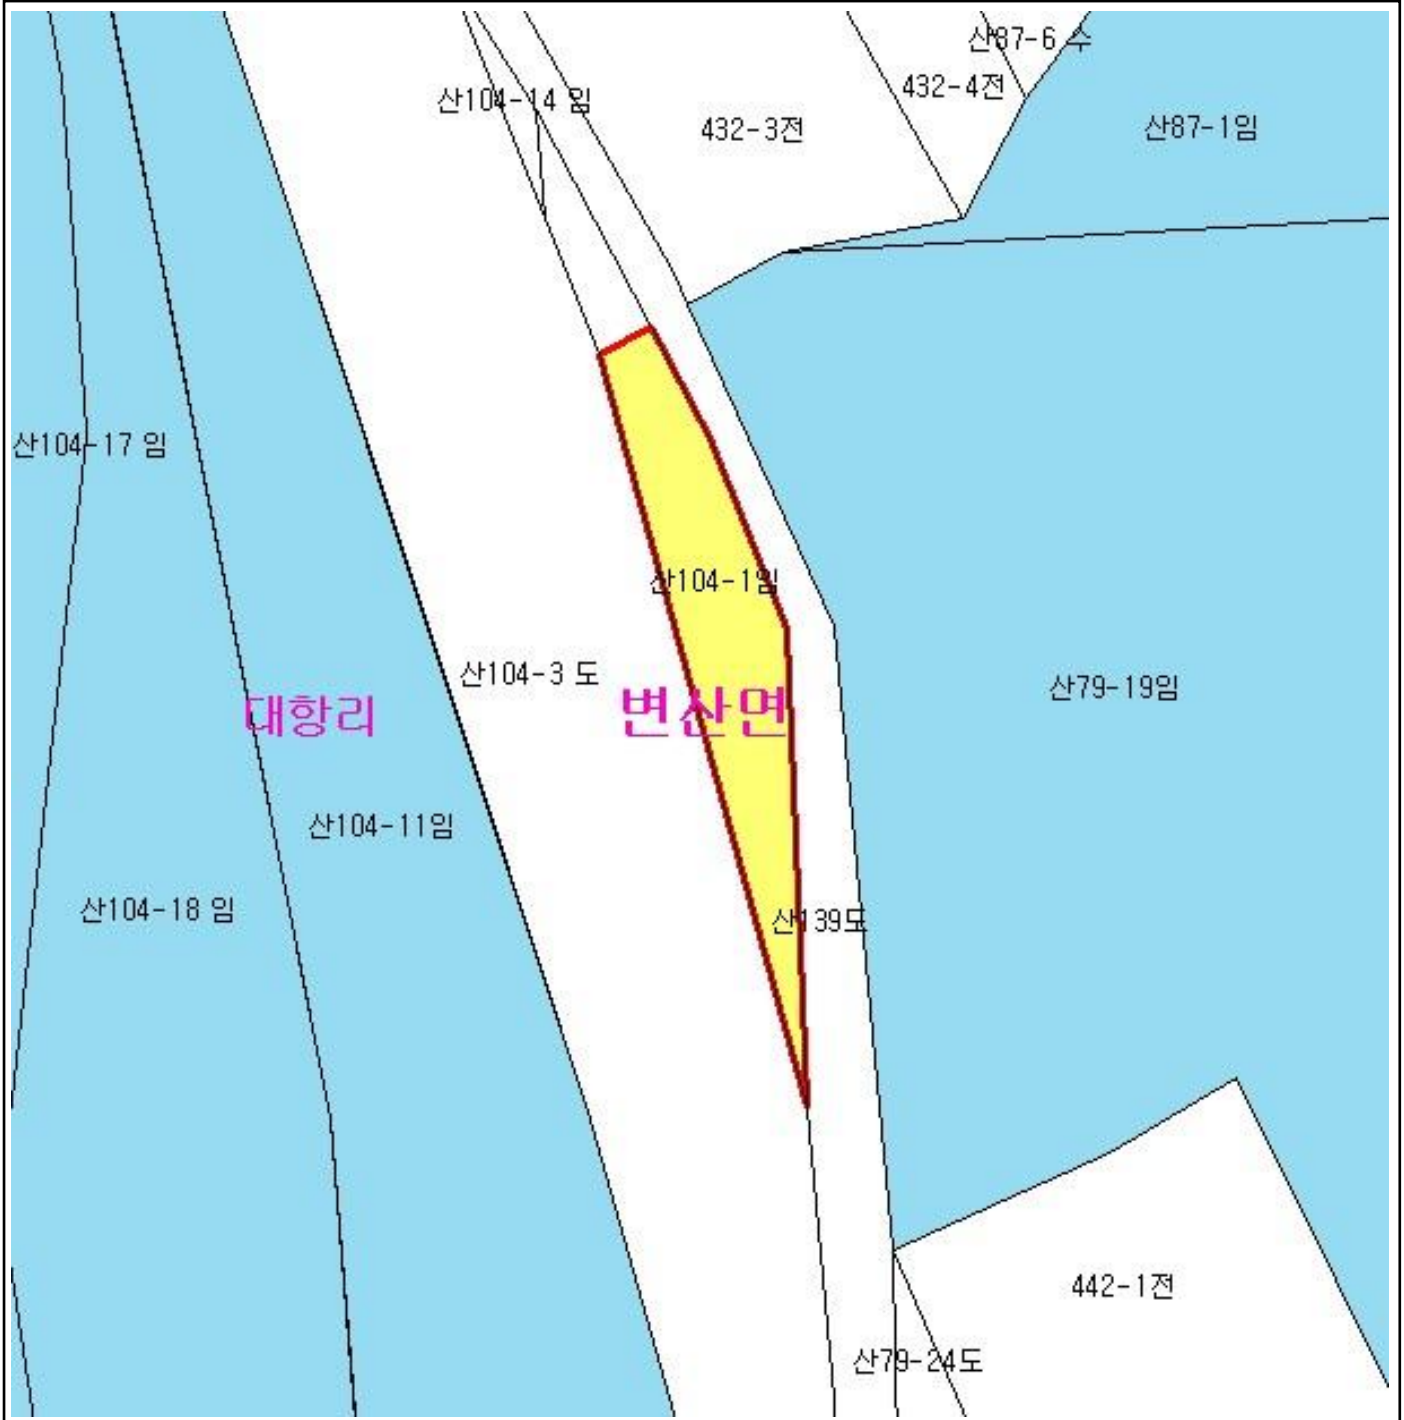 산87-6 수
432-4전
산104-14 임
432-3전
산87-1임
산104-17 임
산104-1임
산104-3 도
산79-19임
대항리
변산면
산104-11임
산104-18 임
산139도
442-1전
산79-24도